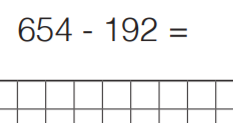 654 - 192 =